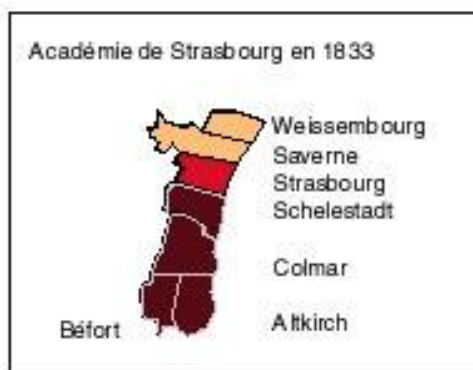 Académie de Strasbourg en 1833
Weissembourg
Saverne
Strasbourg
Schelestadt
Colmar
Béfort
Altkirch